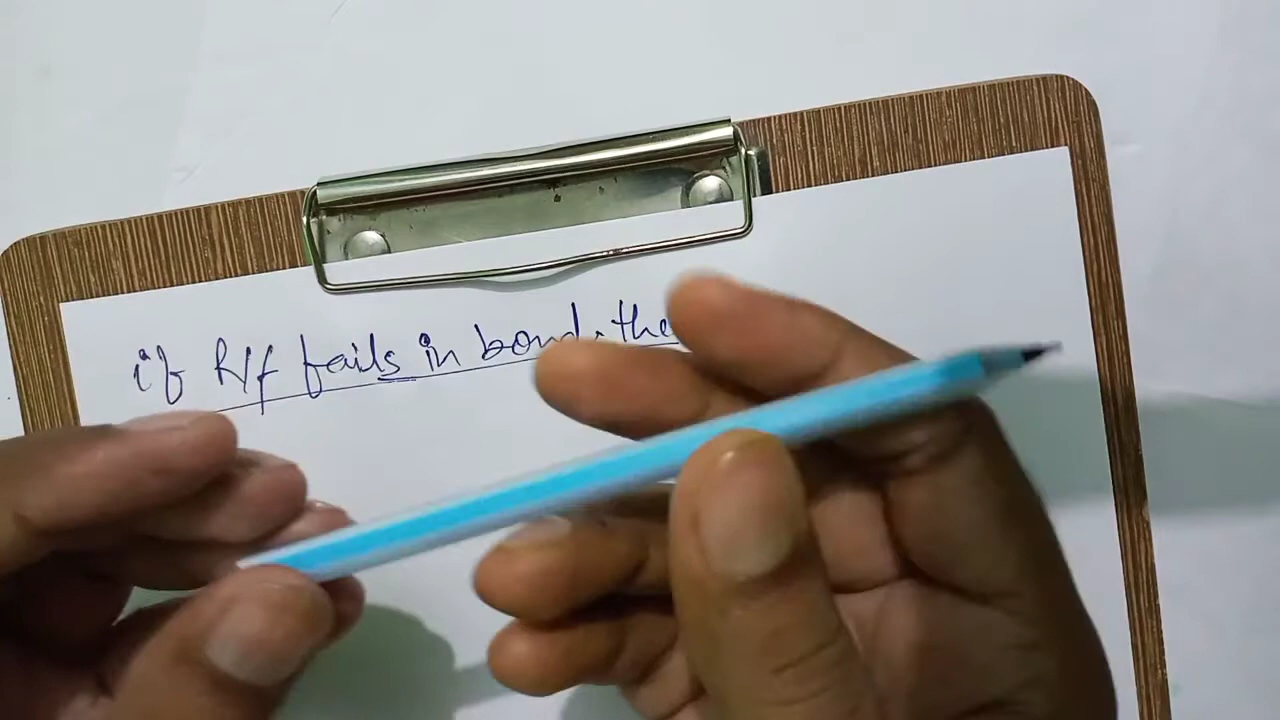 if R/f fails in bond, the